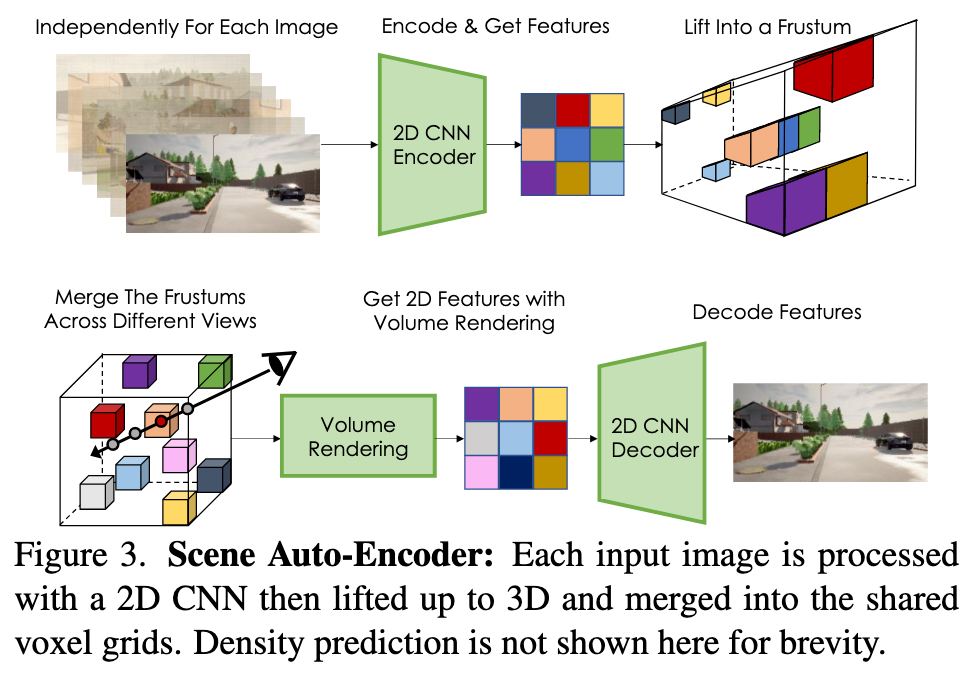 Independently For Each Image
Encode & Get Features
Lift Into a Frustum
2D CNN
Encoder
Merge The Frustums
Across Different Views
Get 2D Features with
Volume Rendering
Decode Features
Volume
Rendering
2D CNN
Decoder
Figure 3. Scene Auto-Encoder: Each input image is processed
with a 2D CNN then lifted up to 3D and merged into the shared
voxel grids. Density prediction is not shown here for brevity.